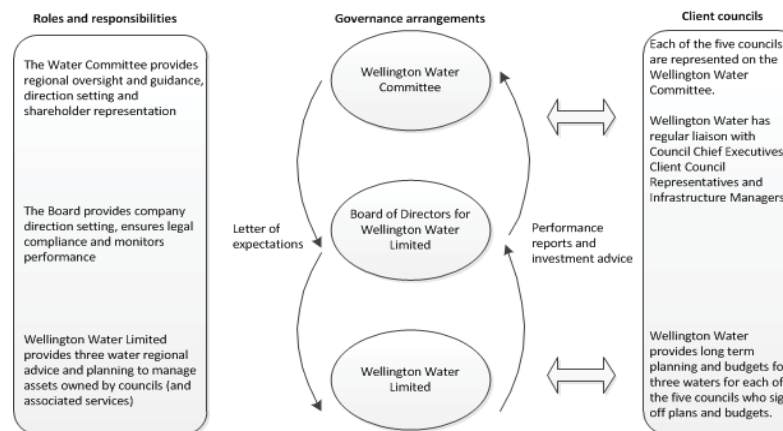 Roles and responsibilities
The Water Committee provides
regional oversight and guidance,
direction setting and
shareholder representation
The Board provides company
direction setting, ensures legal
compliance and monitors
performance
Wellington Water Limited
provides three water regional
advice and planning to manage
assets owned by councils (and
associated services)
Governance arrangements
Wellington Water
Committee
Letter of
expectations
Board of Directors for
Wellington Water
Limited
Performance
reports and
investment advice
Wellington Water
Limited
Client councils
Each of the five councils
are represented on the
Wellington Water
Committee.
Wellington Water has
regular liaison with
Council Chief Executives
Client Council
Representatives and
Infrastructure Managers
Wellington Water
provides long term
planning and budgets
three waters for each of
the five councils who
off plans and budgets.